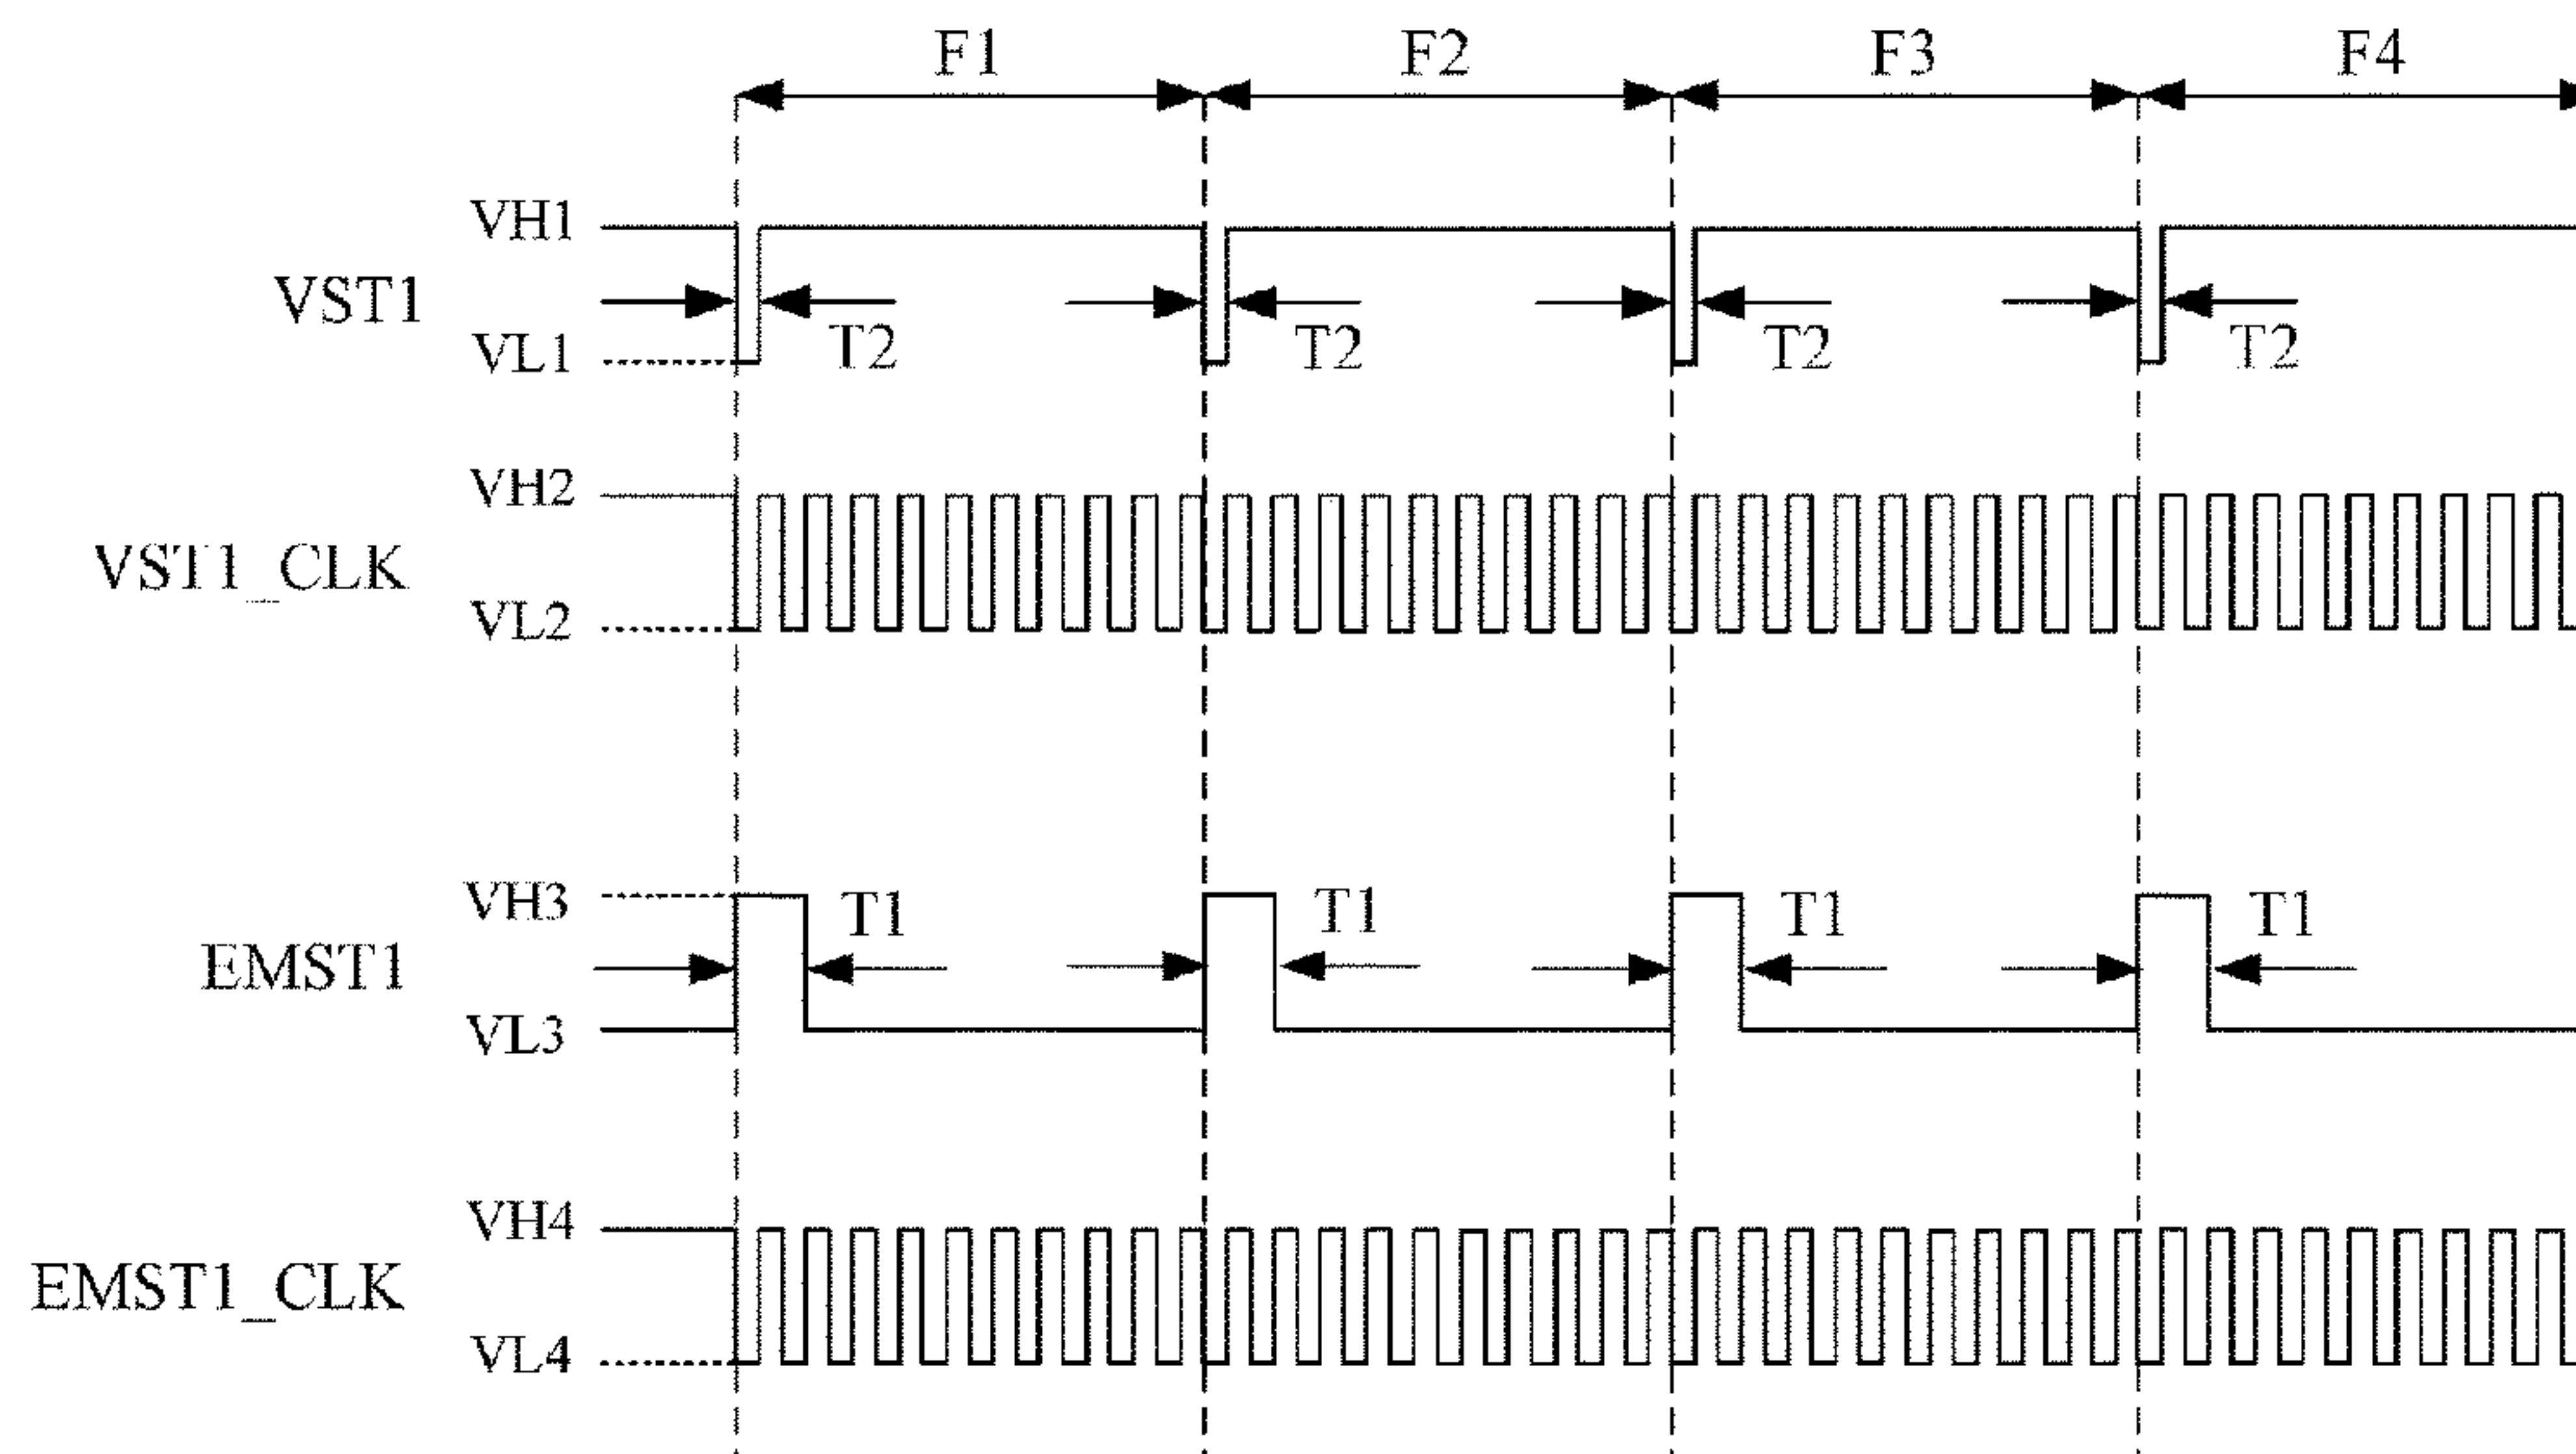 F1 F2 F3 F4
VH1
VST1
VL1 T2 T2 T2 T2
VH2
VST1_CLK
VL2
VH3 T1 T1 T1 T1
EMST1
VL3
VH4
EMST1_CLK
VL4